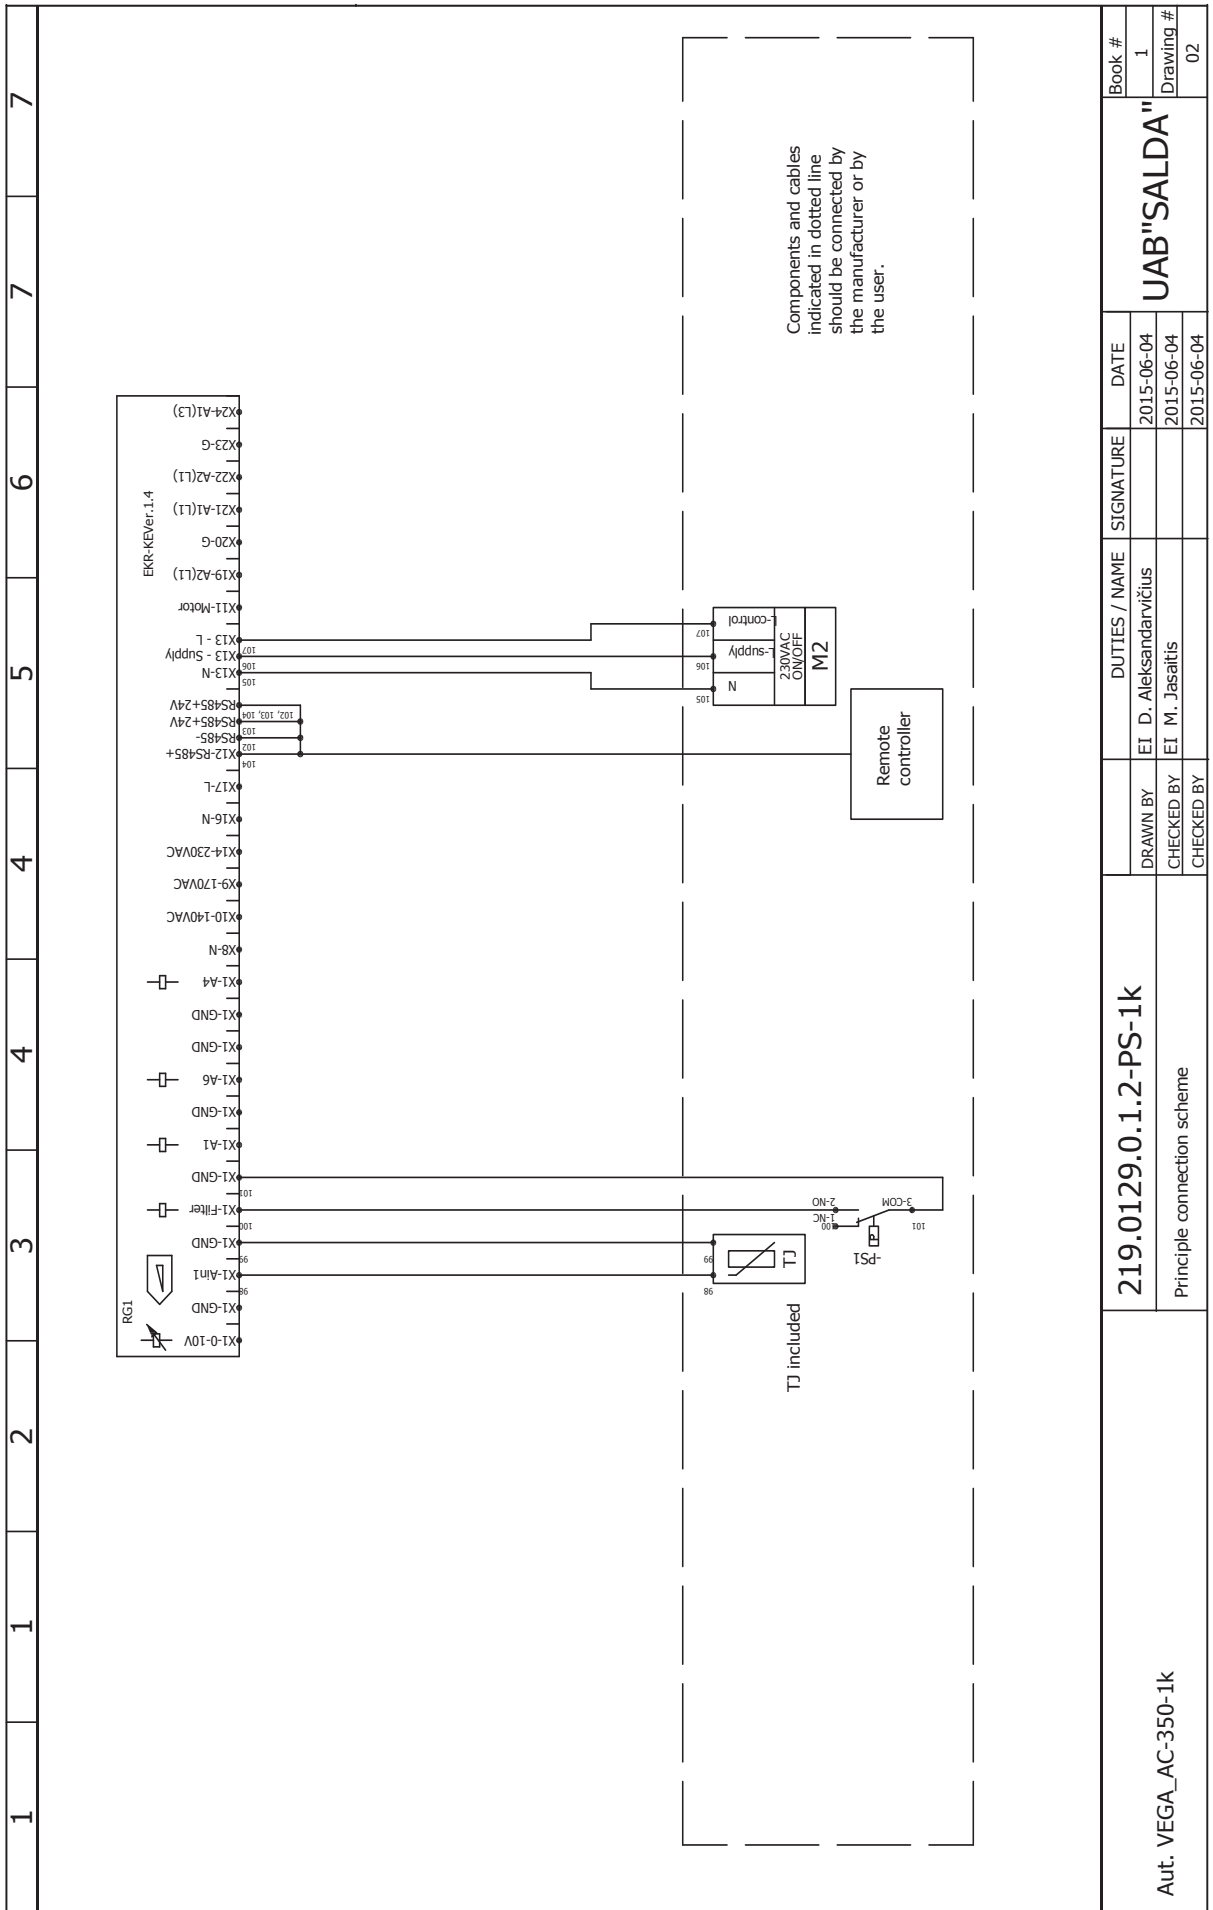 1
1
2
3
4
4
5
6
7
7
RG1
EKR-KEVer.1.4
X1-0-10V
X1-GND
X1-Ain1
X1-GND
X1-Filter
X1-GND
X1-A1
X1-GND
X1-A6
X1-GND
X1-GND
X1-A4
X8-N
X10-140VAC
X9-170VAC
X14-230VAC
X16-N
X17-L
X12-RS485+
RS485-
RS485+24V
RS485+24V
X13-N
X13 - Supply
X13 - L
X11-Motor
X19-A2(L1)
X20-G
X21-A1(L1)
X22-A2(L1)
X23-G
X24-A1(L3)
98
99
100
101
104
102
103
102, 103, 104
105
106
107
98
99
TJ
TJ included
-PS1
P
100
1-NC
2-NO
3-COM
101
Remote
controller
105
106
107
N
L-supply
L-control
230VAC
ON/OFF
M2
Components and cables
indicated in dotted line
should be connected by
the manufacturer or by
the user.
Aut. VEGA_AC-350-1k
219.0129.0.1.2-PS-1k
Principle connection scheme
DUTIES / NAME SIGNATURE DATE
DRAWN BY EI D. Aleksandarvičius 2015-06-04
CHECKED BY EI M. Jasaitis 2015-06-04
CHECKED BY 2015-06-04
UAB"SALDA"
Book #
1
Drawing #
02